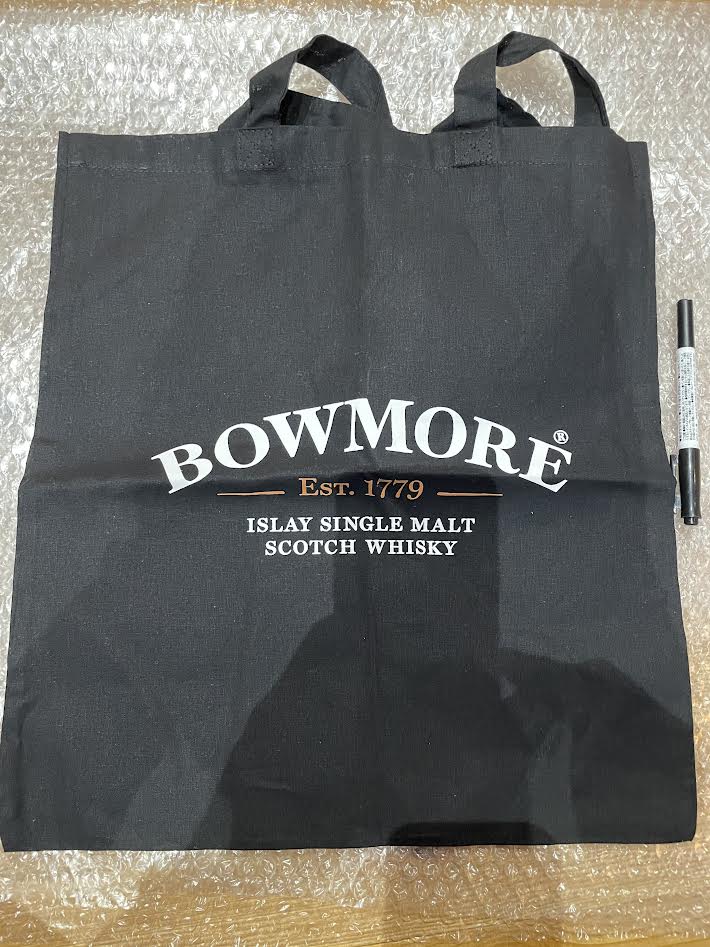 BOWMORE®
EST. 1779
ISLAY SINGLE MALT
SCOTCH WHISKY